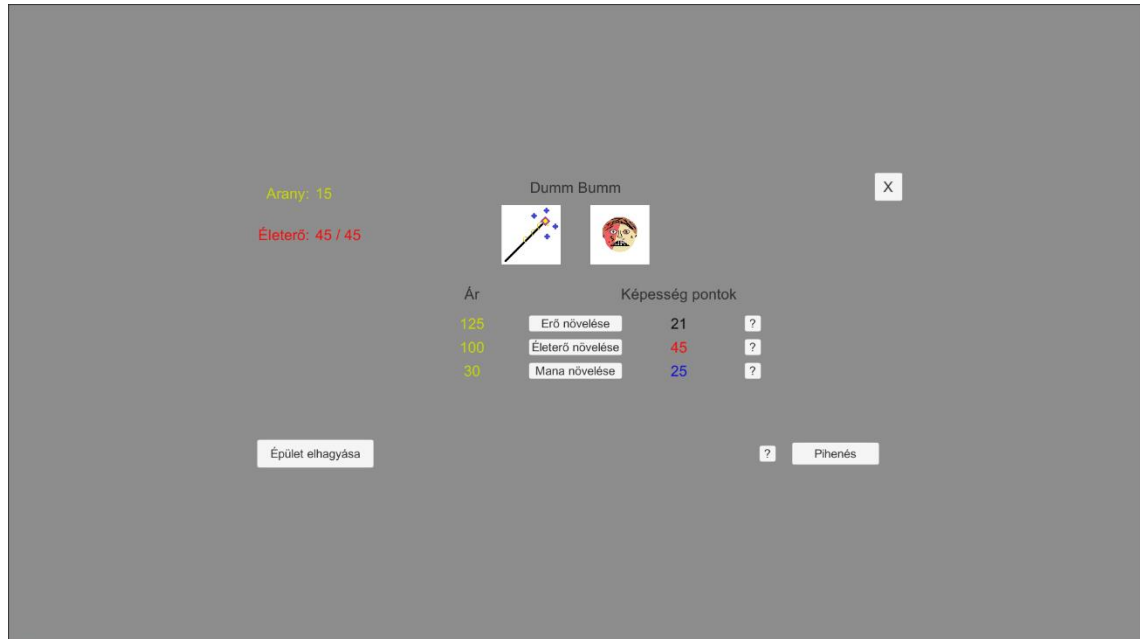 Dumm Bumm
X
Arany: 15
Életerő: 45 / 45
Ár Képesség pontok
125 Erő növelése 21 ?
100 Életerő növelése 45 ?
30 Mana növelése 25 ?
Épület elhagyása ? Pihenés